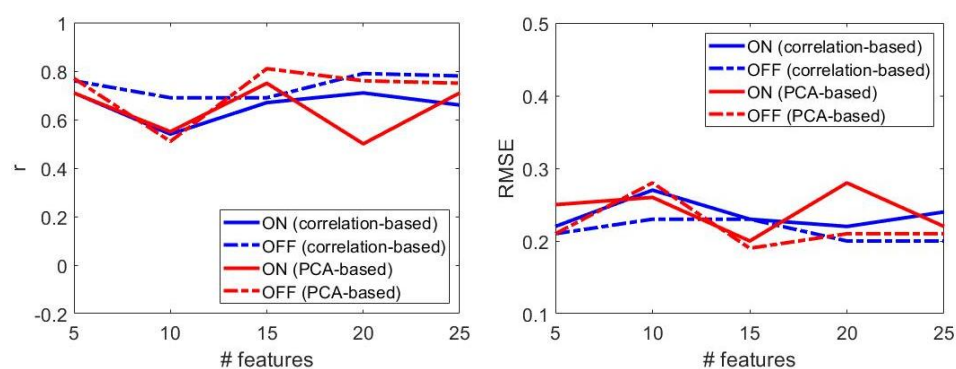 1
0.8
0.6
0.4
0.2
0
-0.2
r
5
10
15
20
25
# features
ON (correlation-based)
OFF (correlation-based)
ON (PCA-based)
OFF (PCA-based)
0.5
0.4
0.3
0.2
0.1
RMSE
5
10
15
20
25
# features
ON (correlation-based)
OFF (correlation-based)
ON (PCA-based)
OFF (PCA-based)